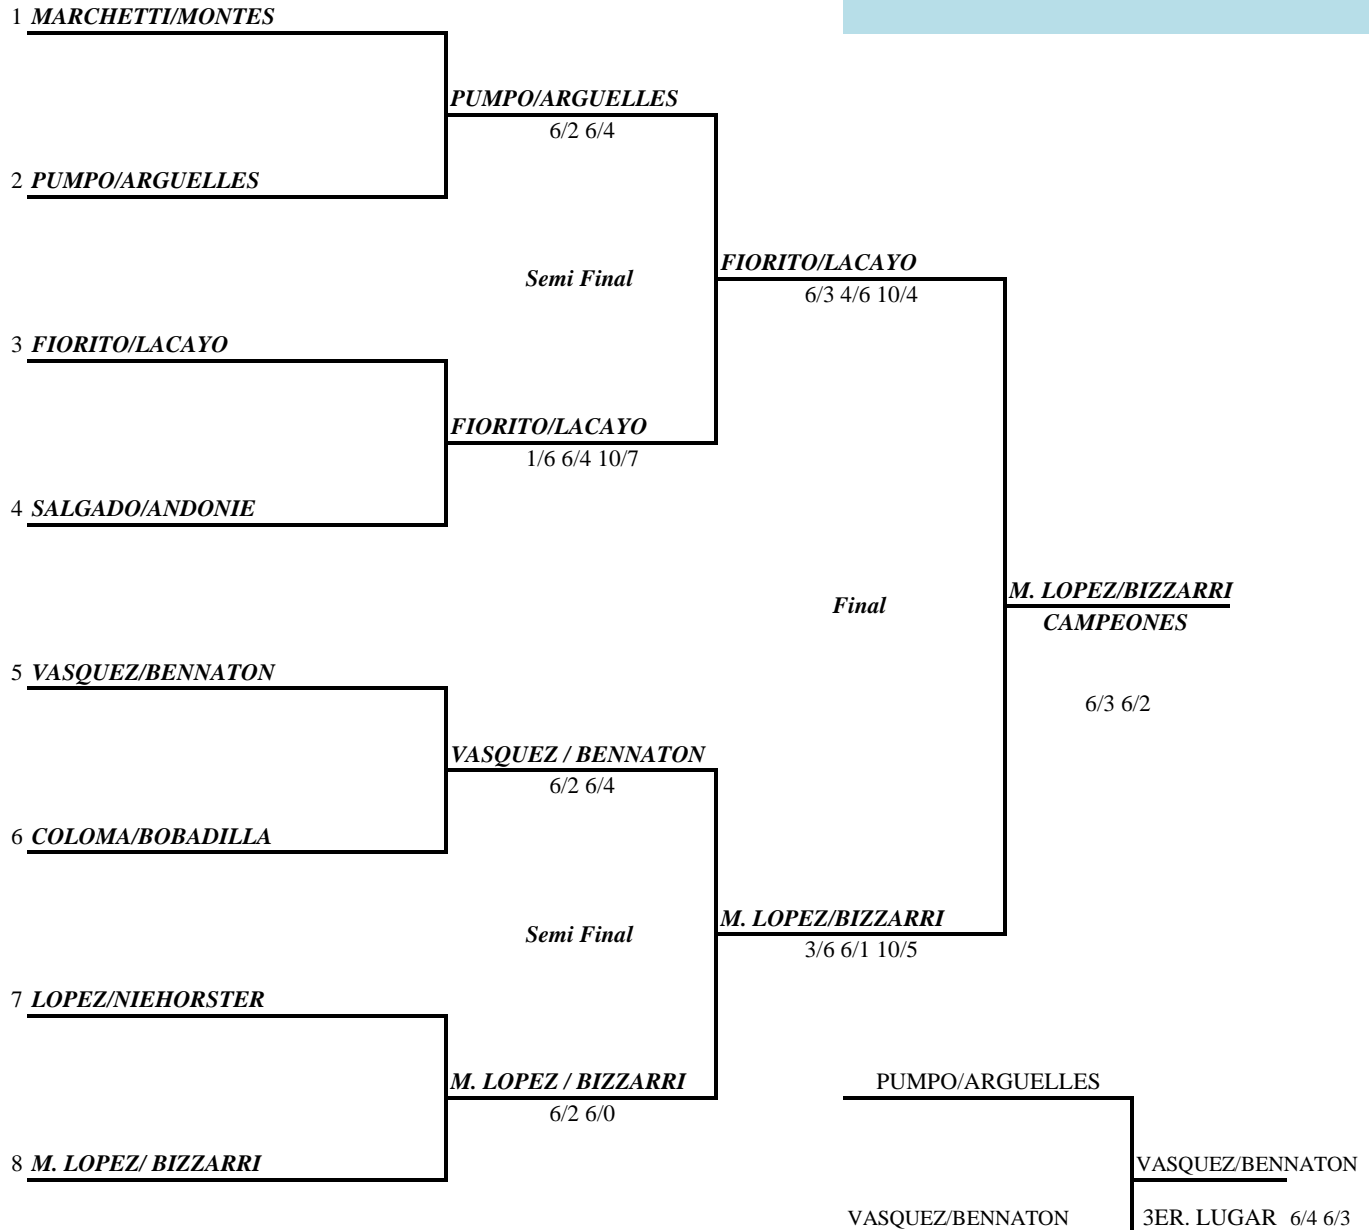 1 MARCHETTI/MONTES
PUMPO/ARGUELLES
6/2 6/4
2 PUMPO/ARGUELLES
Semi Final
FIORITO/LACAYO
6/3 4/6 10/4
3 FIORITO/LACAYO
FIORITO/LACAYO
1/6 6/4 10/7
4 SALGADO/ANDONIE
Final
M. LOPEZ/BIZZARRI
CAMPEONES
5 VASQUEZ/BENNATON
6/3 6/2
VASQUEZ / BENNATON
6/2 6/4
6 COLOMA/BOBADILLA
Semi Final
M. LOPEZ/BIZZARRI
3/6 6/1 10/5
7 LOPEZ/NIEHORSTER
M. LOPEZ / BIZZARRI
6/2 6/0
PUMPO/ARGUELLES
8 M. LOPEZ/ BIZZARRI
VASQUEZ/BENNATON
VASQUEZ/BENNATON
3ER. LUGAR 6/4 6/3